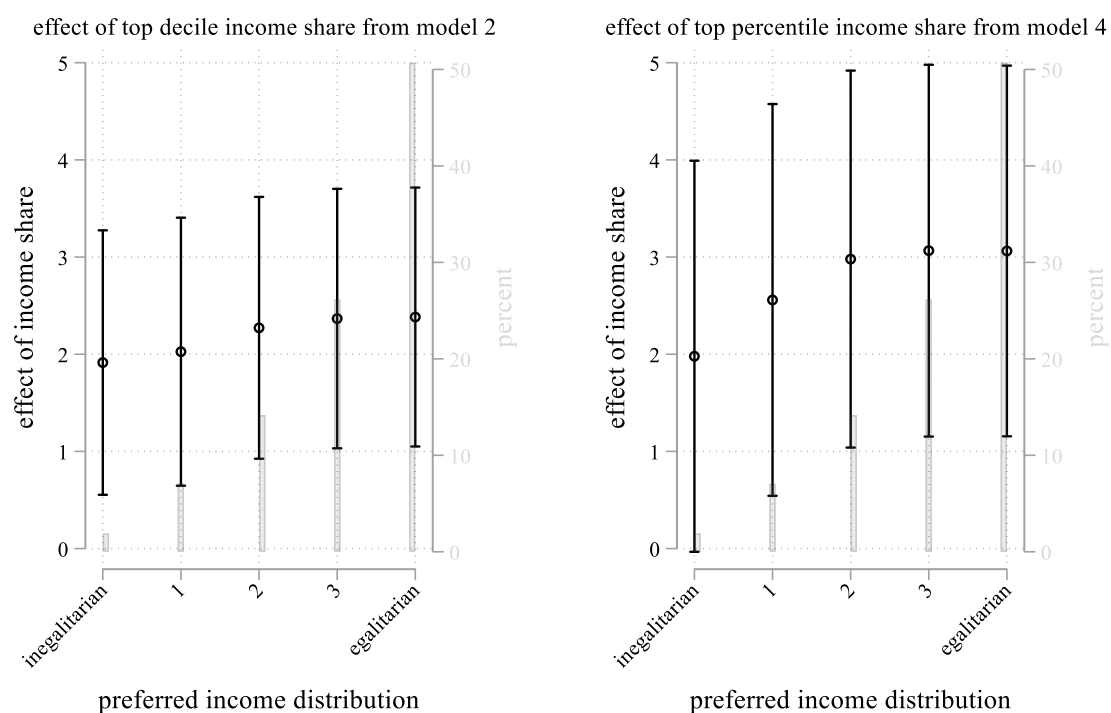 effect of top decile income share from model 2
effect of income share
5
4
3
2
1
0
50
40
30
20
10
0
percent
inegalitarian
1
2
3
egalitarian
preferred income distribution
effect of top percentile income share from model 4
effect of income share
5
4
3
2
1
0
50
40
30
20
10
0
percent
inegalitarian
1
2
3
egalitarian
preferred income distribution